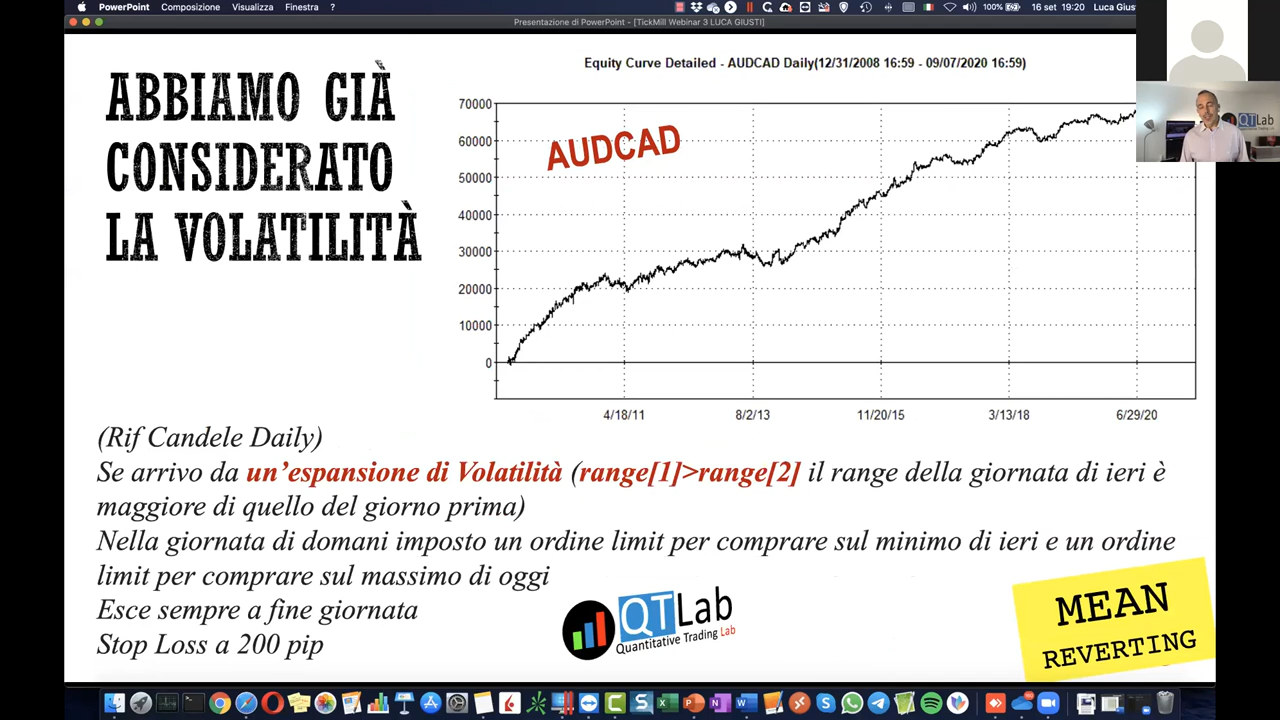 PowerPoint Composizione Visualizza Finestra ? 100% 16 set 19:20 Luca Gius
Presentazione di PowerPoint - [TickMill Webinar 3 LUCA GIUSTI]
ABBIAMO GIÀ
CONSIDERATO
LA VOLATILITÀ
Equity Curve Detailed - AUDCAD Daily(12/31/2008 16:59 - 09/07/2020 16:59)
AUDCAD
70000
60000
50000
40000
30000
20000
10000
0
4/18/11 8/2/13 11/20/15 3/13/18 6/29/20
QTLab
(Rif Candele Daily)
Se arrivo da un’espansione di Volatilità (range[1]>range[2] il range della giornata di ieri è
maggiore di quello del giorno prima)
Nella giornata di domani imposto un ordine limit per comprare sul minimo di ieri e un ordine
limit per comprare sul massimo di oggi
Esce sempre a fine giornata
Stop Loss a 200 pip
QTLab
Quantitative Trading Lab
MEAN
REVERTING